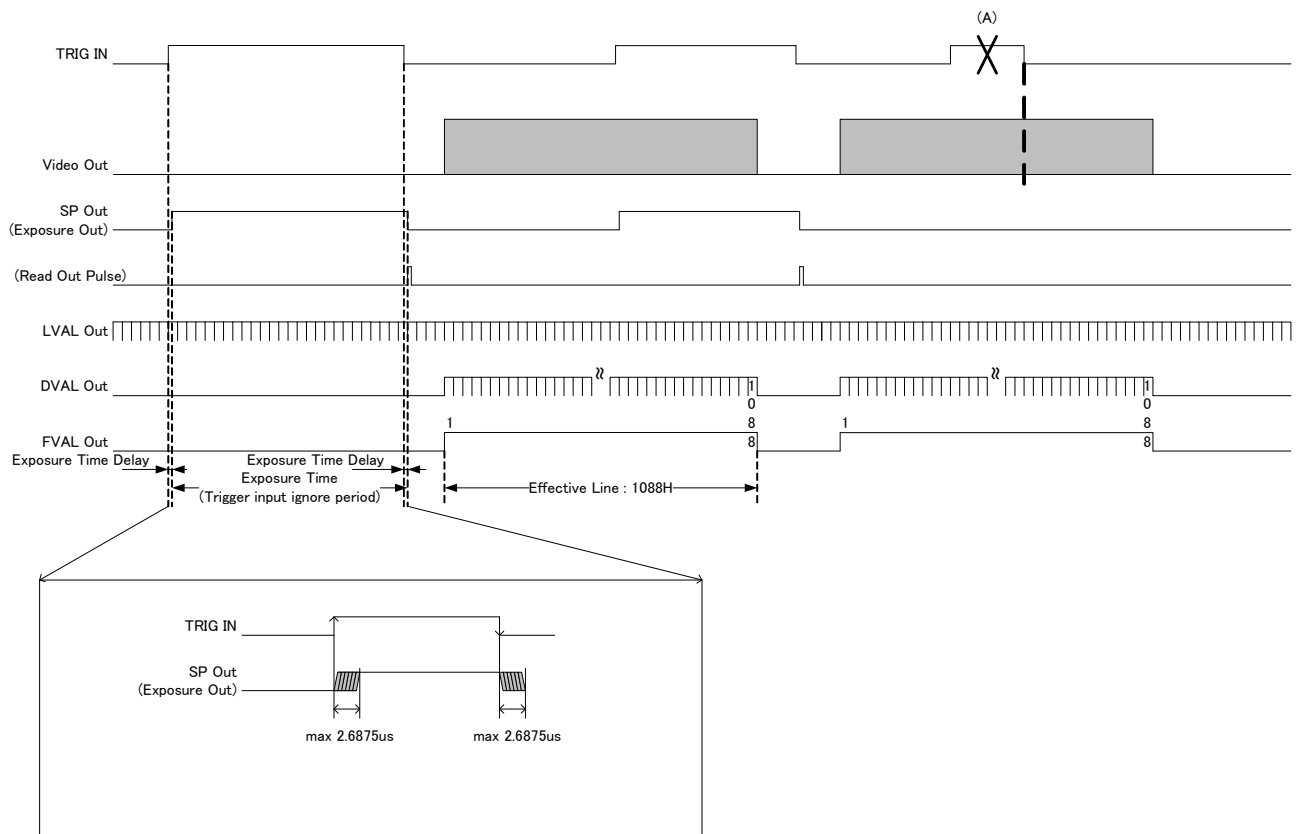 (A)
TRIG IN
Video Out
SP Out
(Exposure Out)
(Read Out Pulse)
LVAL Out
DVAL Out
≈
1
0
8
8
≈
1
0
8
8
FVAL Out
1
1
Exposure Time Delay
Exposure Time Delay
Exposure Time
(Trigger input ignore period)
Effective Line : 1088H
TRIG IN
SP Out
(Exposure Out)
max 2.6875us
max 2.6875us